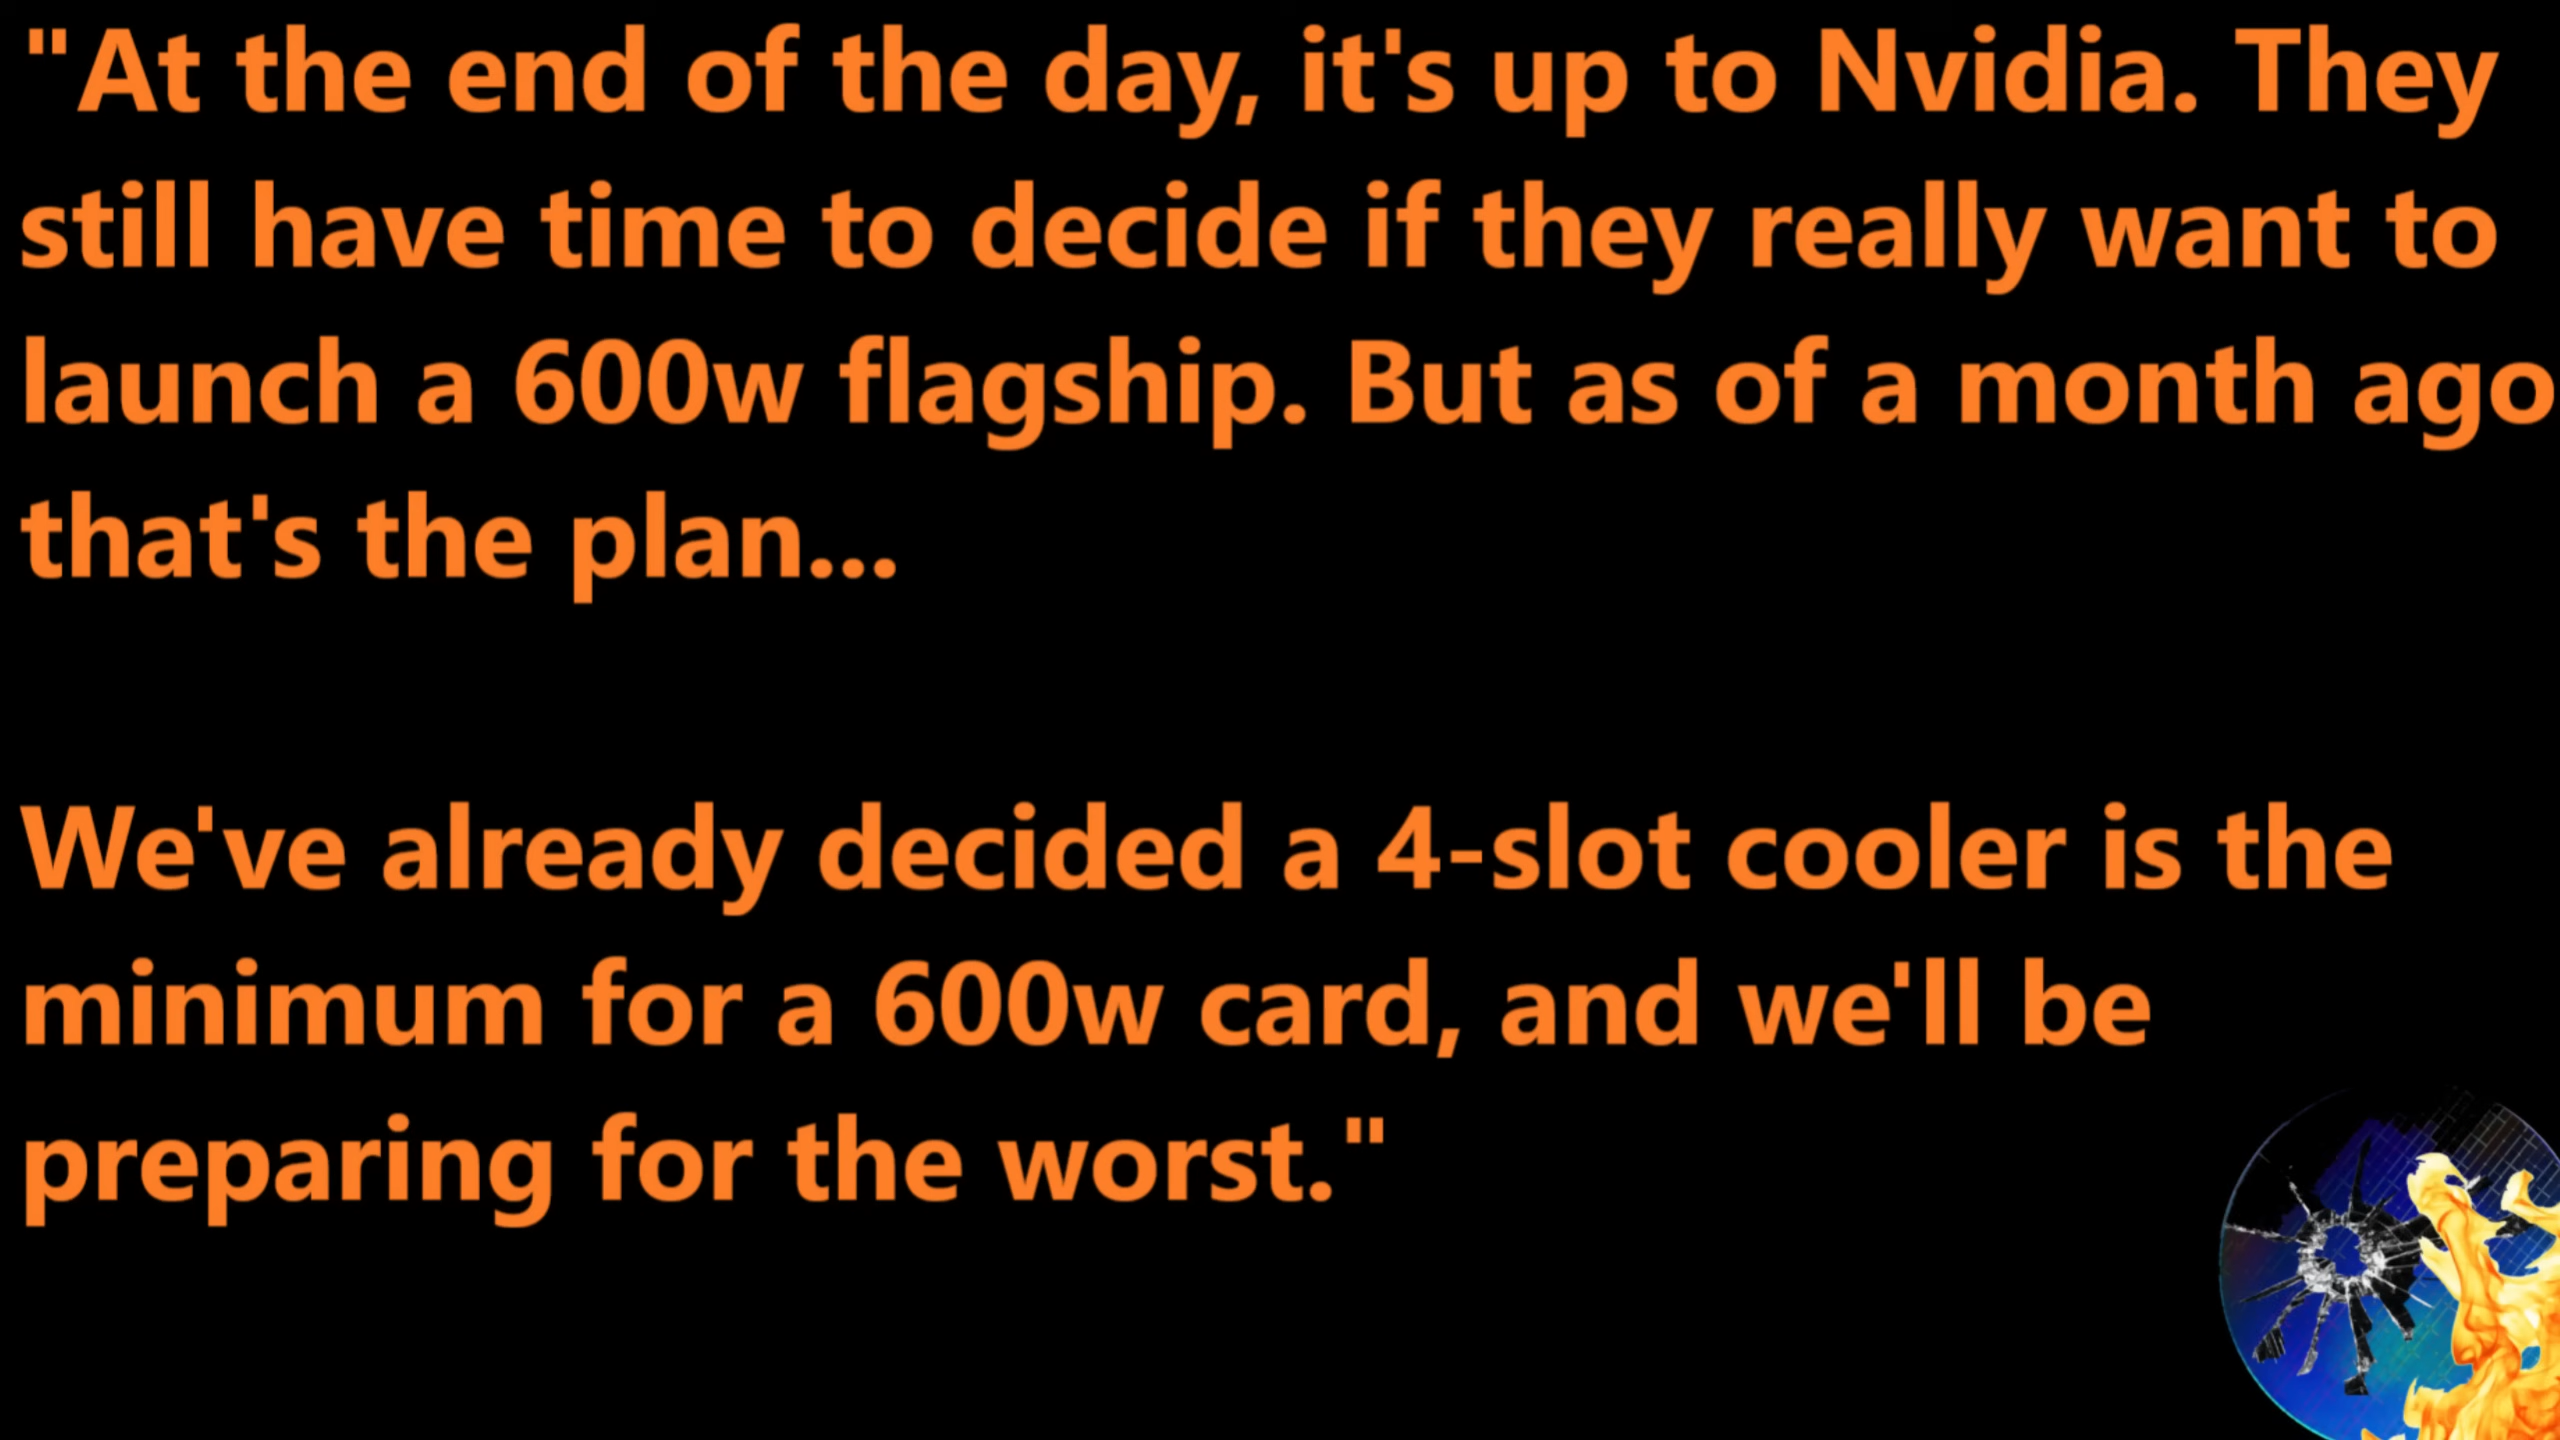 "At the end of the day, it's up to Nvidia. They
still have time to decide if they really want to
launch a 600w flagship. But as of a month ago
that's the plan...
We've already decided a 4-slot cooler is the
minimum for a 600w card, and we'll be
preparing for the worst."